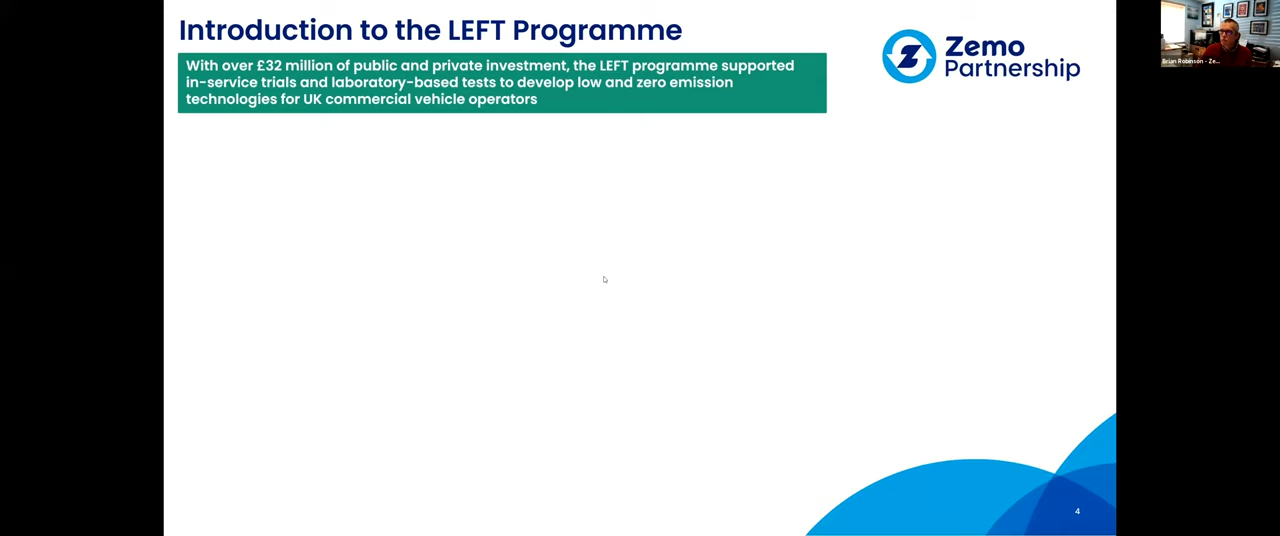 Introduction to the LEFT Programme
With over £32 million of public and private investment, the LEFT programme supported
in-service trials and laboratory-based tests to develop low and zero emission
technologies for UK commercial vehicle operators
Zemo
Partnership
Brian Robinson - Ze...
4